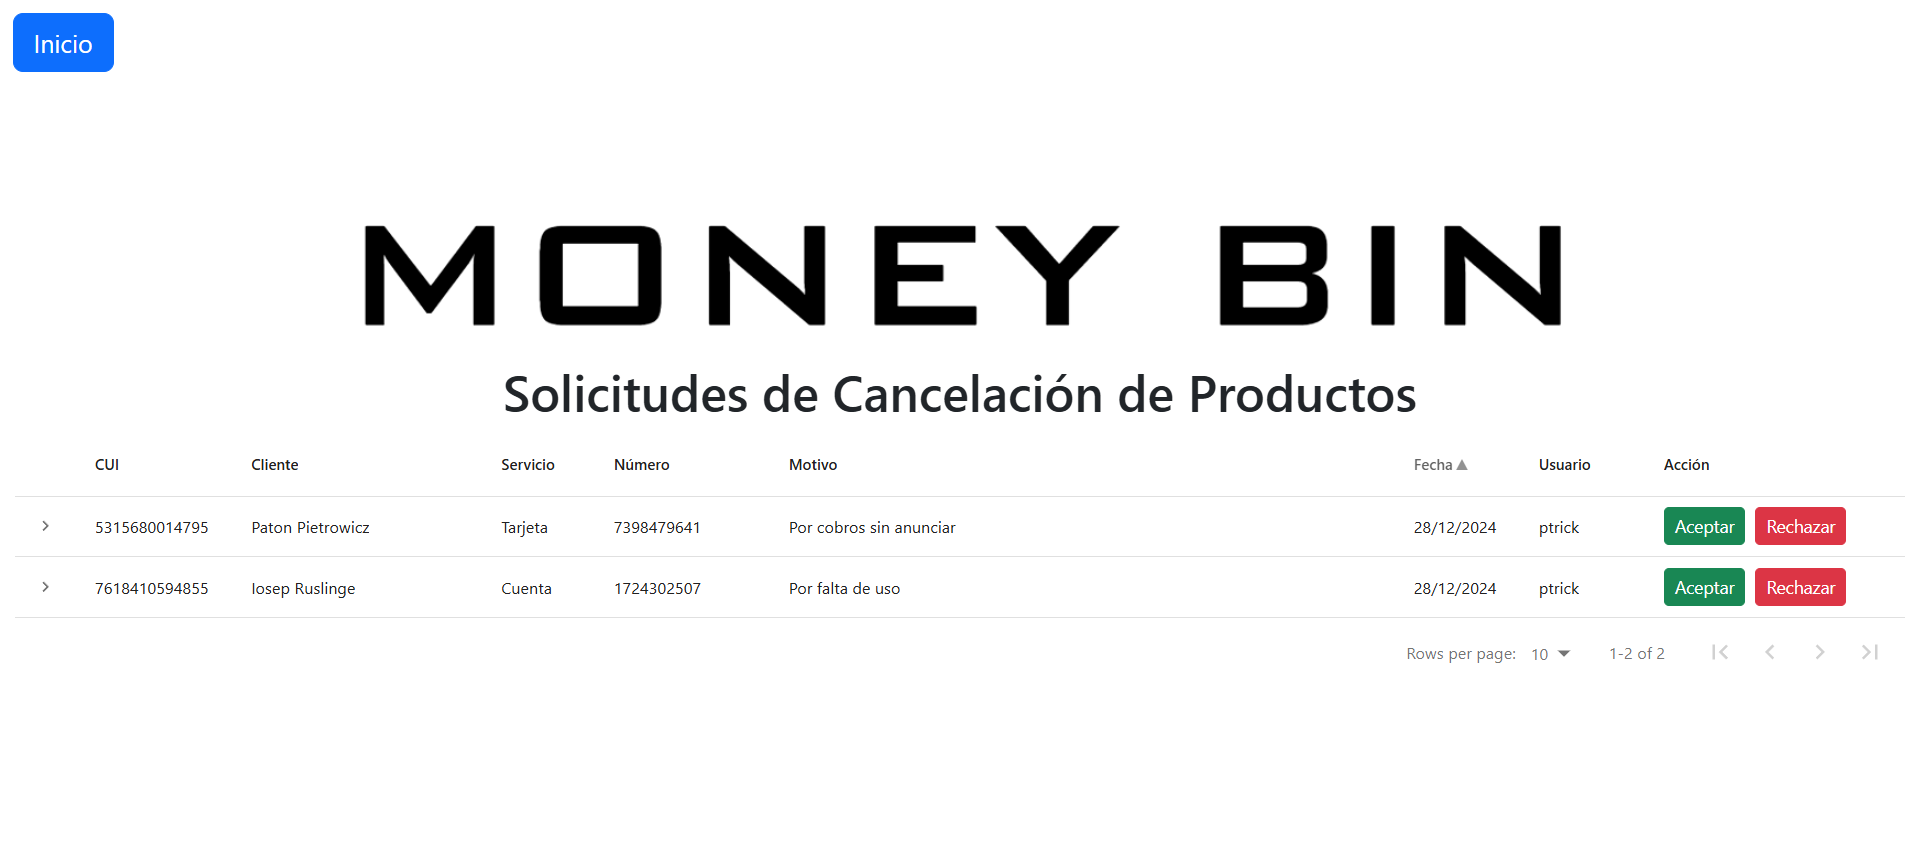 Inicio
MONEY BIN
Solicitudes de Cancelación de Productos
CUI Cliente Servicio Número Motivo Fecha Usuario Acción
5315680014795 Paton Pietrowicz Tarjeta 7398479641 Por cobros sin anunciar 28/12/2024 ptrick Aceptar Rechazar
7618410594855 Iosep Ruslinge Cuenta 1724302507 Por falta de uso 28/12/2024 ptrick Aceptar Rechazar
Rows per page: 10 1-2 of 2